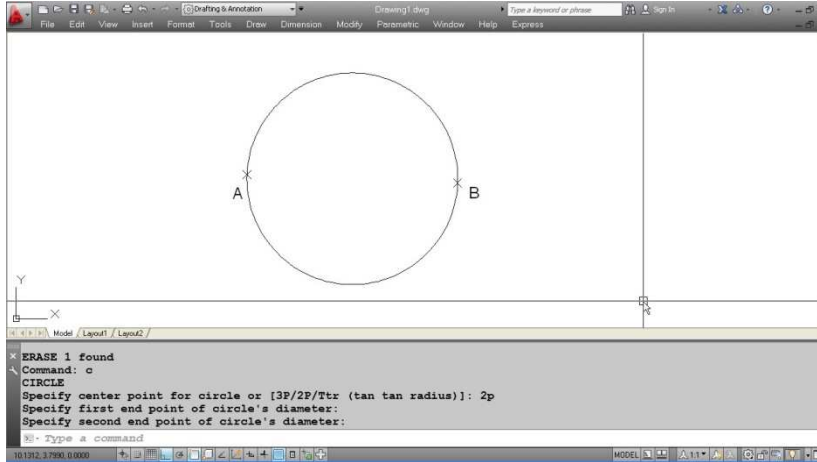 Drafting & Annotation Drawing1.dwg Type a keyword or phrase Sign In
File Edit View Insert Format Tools Draw Dimension Modify Parametric Window Help Express
A B
Y
X
Model Layout1 Layout2
ERASE 1 found
Command: c
CIRCLE
Specify center point for circle or [3P/2P/Ttr (tan tan radius)]: 2p
Specify first end point of circle's diameter:
Specify second end point of circle's diameter:
Type a command
10.1312, 3.7990, 0.0000 MODEL 1:1